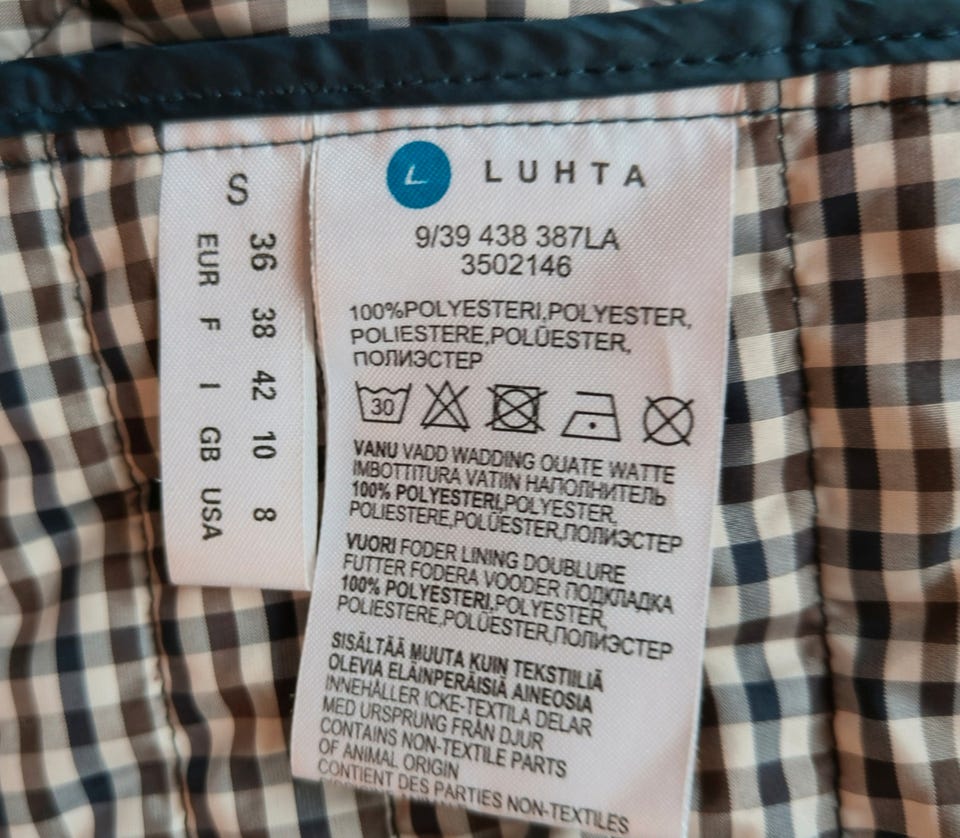 S
EUR 36
F 38
I 42
GB 10
USA 8
L LUHTA
9/39 438 387LA
3502146
100%POLYESTERI,POLYESTER,
POLIESTERE,POLÜESTER,
ПОЛИЭСТЕР
30
VANU VADD WADDING OUATE WATTE
IMBOTTITURA VATIIN НАПОЛНИТЕЛЬ
100% POLYESTERI,POLYESTER,
POLIESTERE,POLÜESTER,ПОЛИЭСТЕР
VUORI FODER LINING DOUBLURE
FUTTER FODERA VOODER ПОДКЛАДКА
100% POLYESTERI,POLYESTER,
POLIESTERE,POLÜESTER,ПОЛИЭСТЕР
SISÄLTÄÄ MUUTA KUIN TEKSTIILIÄ
OLEVIA ELÄINPERÄISIÄ AINEOSIA
INNEHÅLLER ICKE-TEXTILA DELAR
MED URSPRUNG FRÅN DJUR
CONTAINS NON-TEXTILE PARTS
OF ANIMAL ORIGIN
CONTIENT DES PARTIES NON-TEXTILES